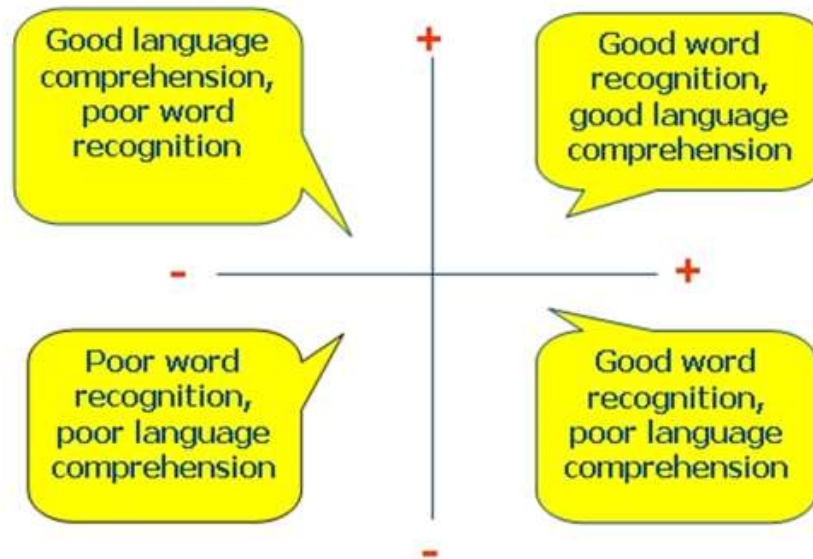 Good language
comprehension,
poor word
recognition
+
Good word
recognition,
good language
comprehension
-
+
Poor word
recognition,
poor language
comprehension
Good word
recognition,
poor language
comprehension
-